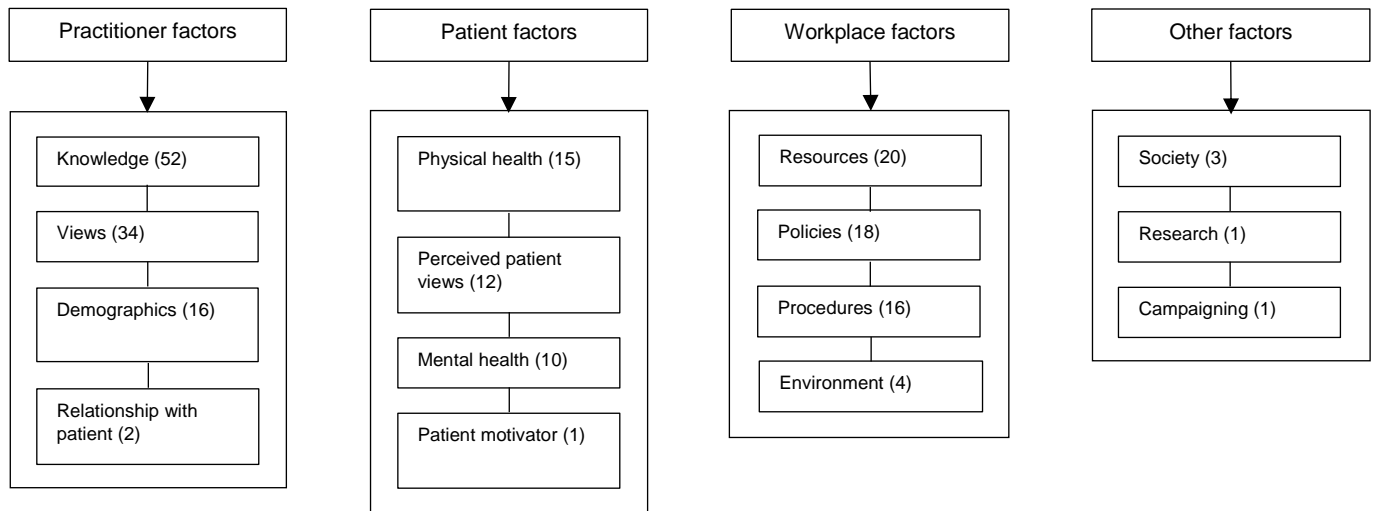 Practitioner factors
Knowledge (52)
Views (34)
Demographics (16)
Relationship with
patient (2)
Patient factors
Physical health (15)
Perceived patient
views (12)
Mental health (10)
Patient motivator (1)
Workplace factors
Resources (20)
Policies (18)
Procedures (16)
Environment (4)
Other factors
Society (3)
Research (1)
Campaigning (1)